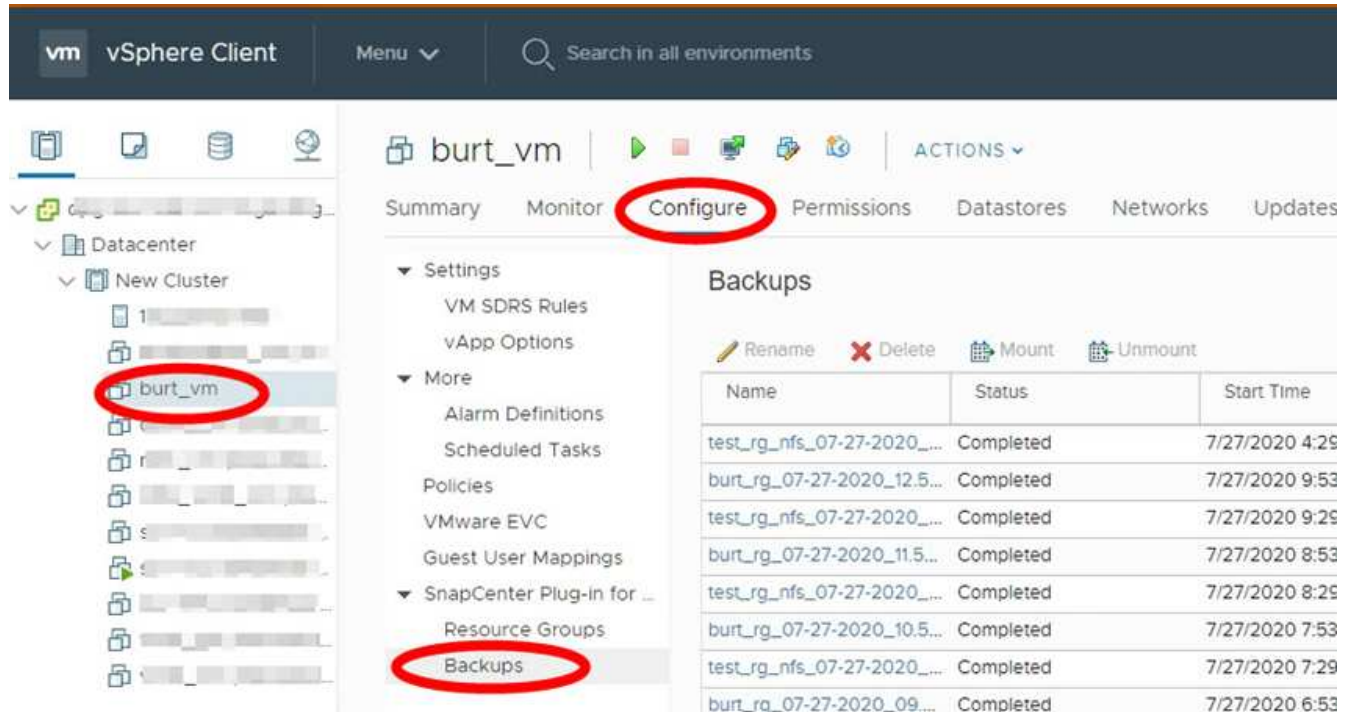 vm vSphere Client Menu Search in all environments
burt_vm ACTIONS
Summary Monitor Configure Permissions Datastores Networks Updates
Datacenter
New Cluster
burt_vm
Settings
VM SDRS Rules
vApp Options
More
Alarm Definitions
Scheduled Tasks
Policies
VMware EVC
Guest User Mappings
SnapCenter Plug-in for ...
Resource Groups
Backups
Backups
Rename Delete Mount Unmount
Name Status Start Time
test_rg_nfs_07-27-2020_... Completed 7/27/2020 4:29
burt_rg_07-27-2020_12.5... Completed 7/27/2020 9:53
test_rg_nfs_07-27-2020_... Completed 7/27/2020 9:29
burt_rg_07-27-2020_11.5... Completed 7/27/2020 8:53
test_rg_nfs_07-27-2020_... Completed 7/27/2020 8:29
burt_rg_07-27-2020_10.5... Completed 7/27/2020 7:53
test_rg_nfs_07-27-2020_... Completed 7/27/2020 7:29
burt_rg_07-27-2020_09.... Completed 7/27/2020 6:53